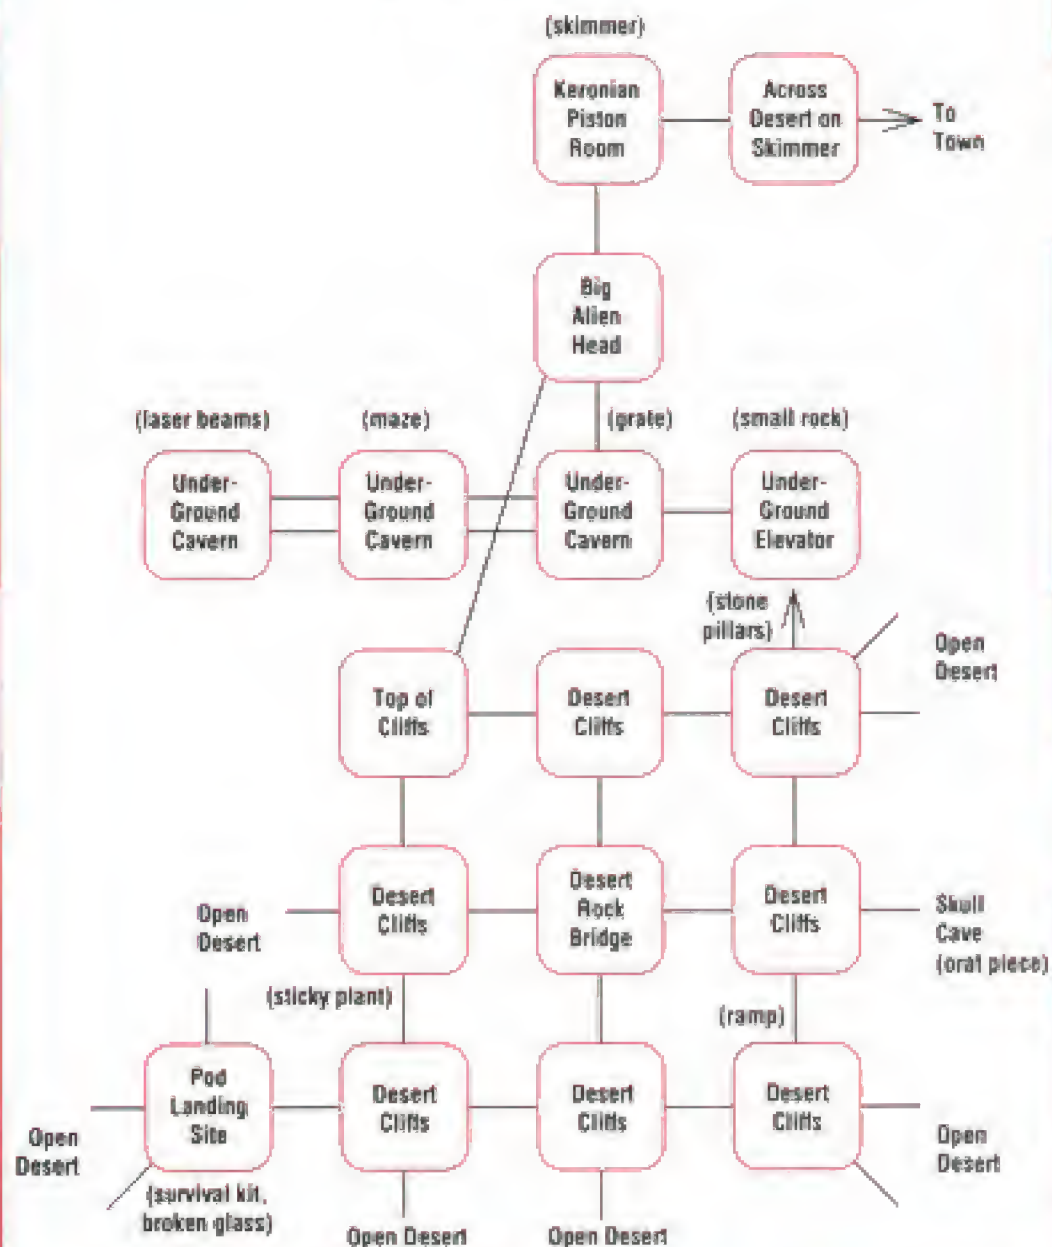 (skimmer)
Keronian
Piston
Room
Across
Desert on
Skimmer
To
Town
Big
Alien
Head
(laser beams)
(maze)
(grate)
(small rock)
Under-
Ground
Cavern
Under-
Ground
Cavern
Under-
Ground
Cavern
Under-
Ground
Elevator
(stone
pillars)
Open
Desert
Top of
Cliffs
Desert
Cliffs
Desert
Cliffs
Open
Desert
Desert
Cliffs
Desert
Rock
Bridge
Desert
Cliffs
Skull
Cave
(orat piece)
(sticky plant)
(ramp)
Pod
Landing
Site
Desert
Cliffs
Desert
Cliffs
Desert
Cliffs
Open
Desert
Open
Desert
(survival kit,
broken glass)
Open Desert
Open Desert